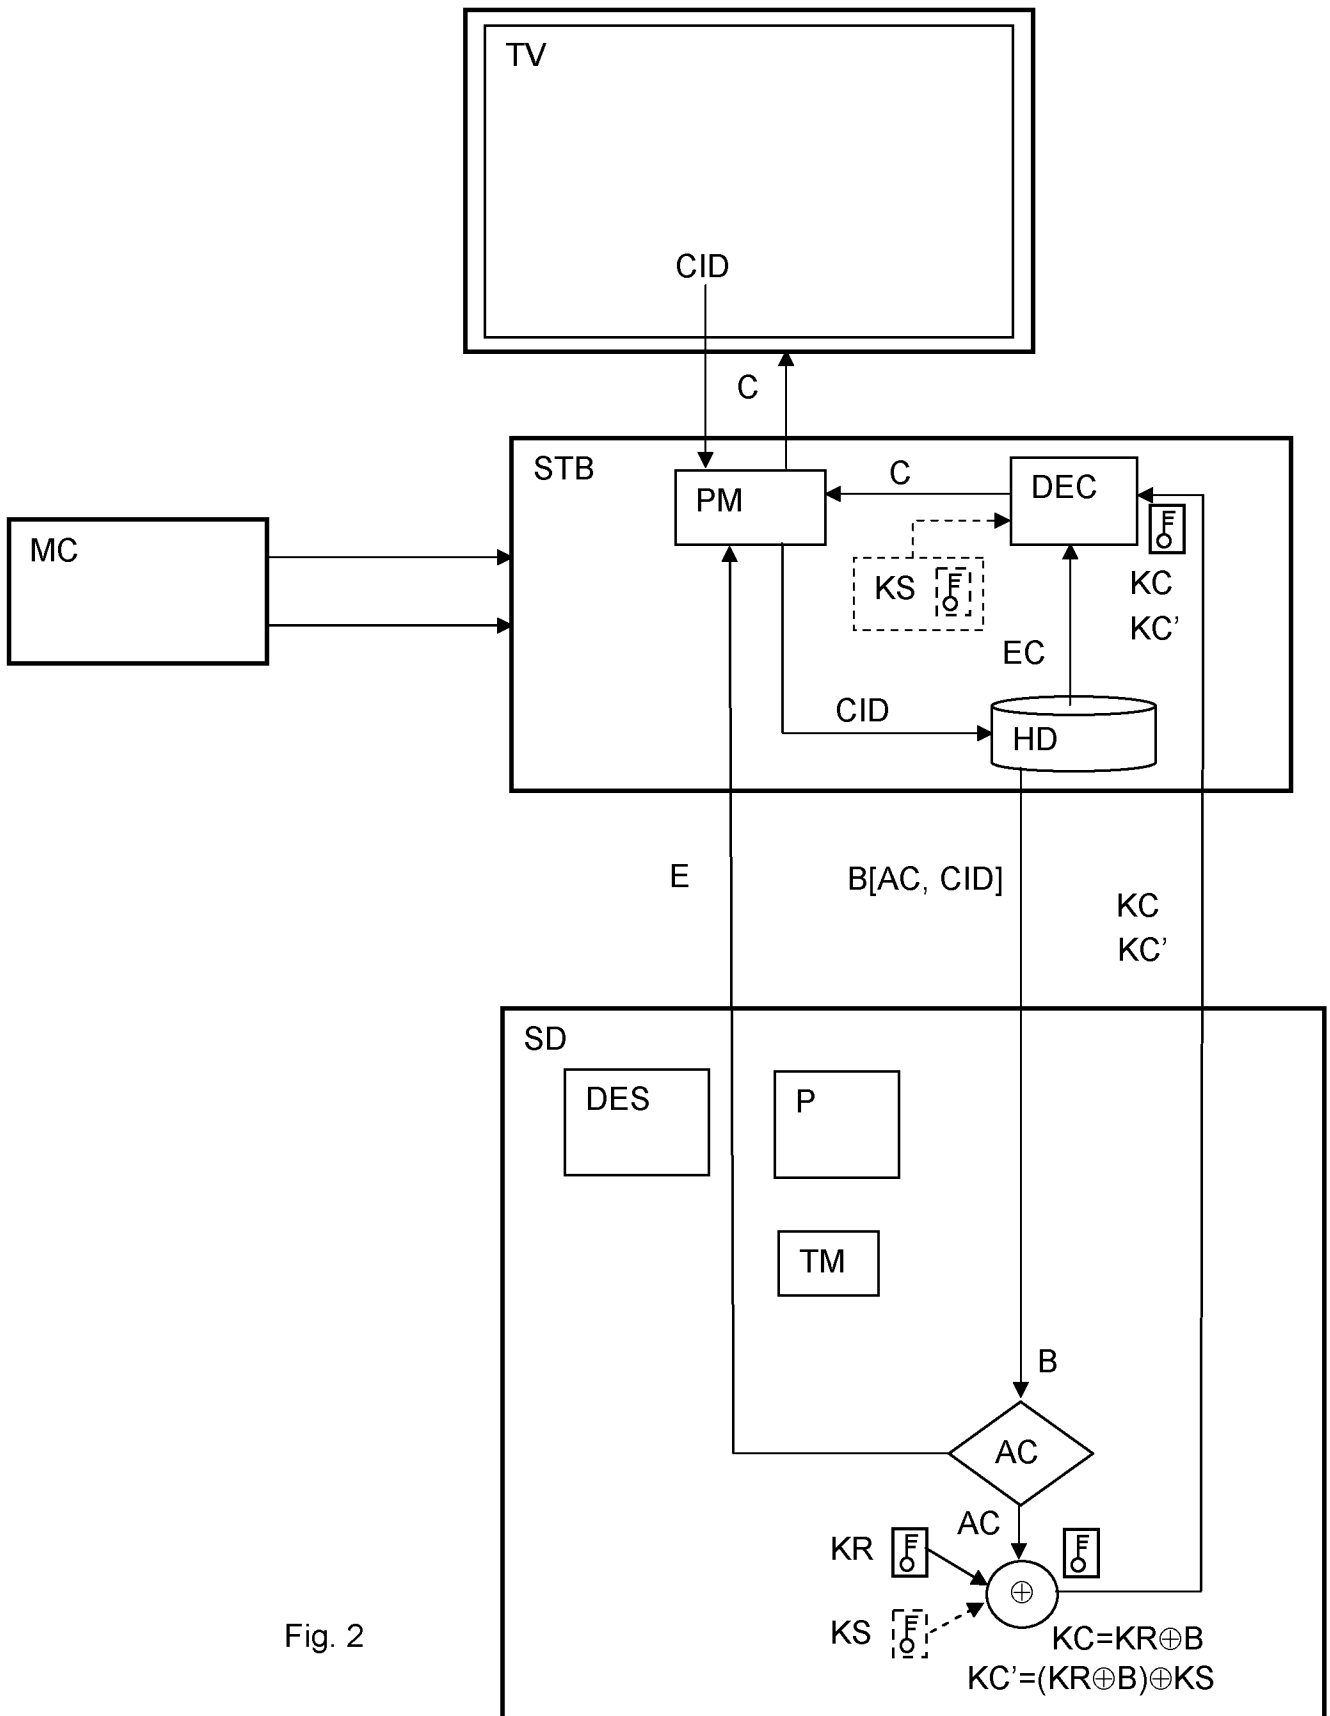 TV
CID
C
STB
PM
C
DEC
MC
KS
KC
KC'
EC
CID
HD
E
B[AC, CID]
KC
KC'
SD
DES
P
TM
B
AC
AC
KR
⊕
KS
KC=KR⊕B
KC'=(KR⊕B)⊕KS
Fig. 2